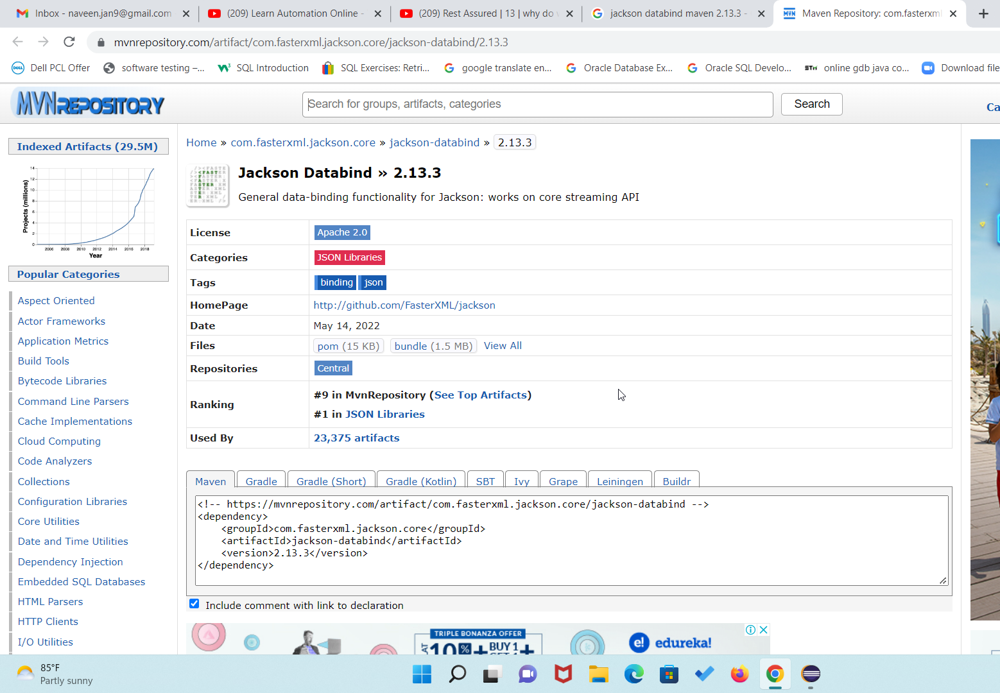 Inbox - naveen.jan9@gmail.com
(209) Learn Automation Online -
(209) Rest Assured | 13 | why do
jackson databind maven 2.13.3 -
MVN
Maven Repository: com.fasterxm
mvnrepository.com/artifact/com.fasterxml.jackson.core/jackson-databind/2.13.3
DELL
Dell PCL Offer
software testing –...
W3
SQL Introduction
SQL Exercises: Retri...
google translate en...
Oracle Database Ex...
Oracle SQL Develo...
STH
online gdb java co...
Download file
MVNREPOSITORY
Search for groups, artifacts, categories
Search
Ca
Indexed Artifacts (29.5M)
Projects (millions)
14
12
10
8
6
4
2
0
2006 2008 2010 2012 2014 2016 2018
Year
Popular Categories
Aspect Oriented
Actor Frameworks
Application Metrics
Build Tools
Bytecode Libraries
Command Line Parsers
Cache Implementations
Cloud Computing
Code Analyzers
Collections
Configuration Libraries
Core Utilities
Date and Time Utilities
Dependency Injection
Embedded SQL Databases
HTML Parsers
HTTP Clients
I/O Utilities
Home » com.fasterxml.jackson.core » jackson-databind » 2.13.3
Jackson Databind » 2.13.3
General data-binding functionality for Jackson: works on core streaming API
License Apache 2.0
Categories JSON Libraries
Tags binding json
HomePage http://github.com/FasterXML/jackson
Date May 14, 2022
Files pom (15 KB) bundle (1.5 MB) View All
Repositories Central
Ranking
#9 in MvnRepository (See Top Artifacts)
#1 in JSON Libraries
Used By 23,375 artifacts
Maven Gradle Gradle (Short) Gradle (Kotlin) SBT Ivy Grape Leiningen Buildr
<!-- https://mvnrepository.com/artifact/com.fasterxml.jackson.core/jackson-databind -->
<dependency>
    <groupId>com.fasterxml.jackson.core</groupId>
    <artifactId>jackson-databind</artifactId>
    <version>2.13.3</version>
</dependency>
Include comment with link to declaration
TRIPLE BONANZA OFFER
10% + BUY 1 +
e! edureka!
85°F
Partly sunny